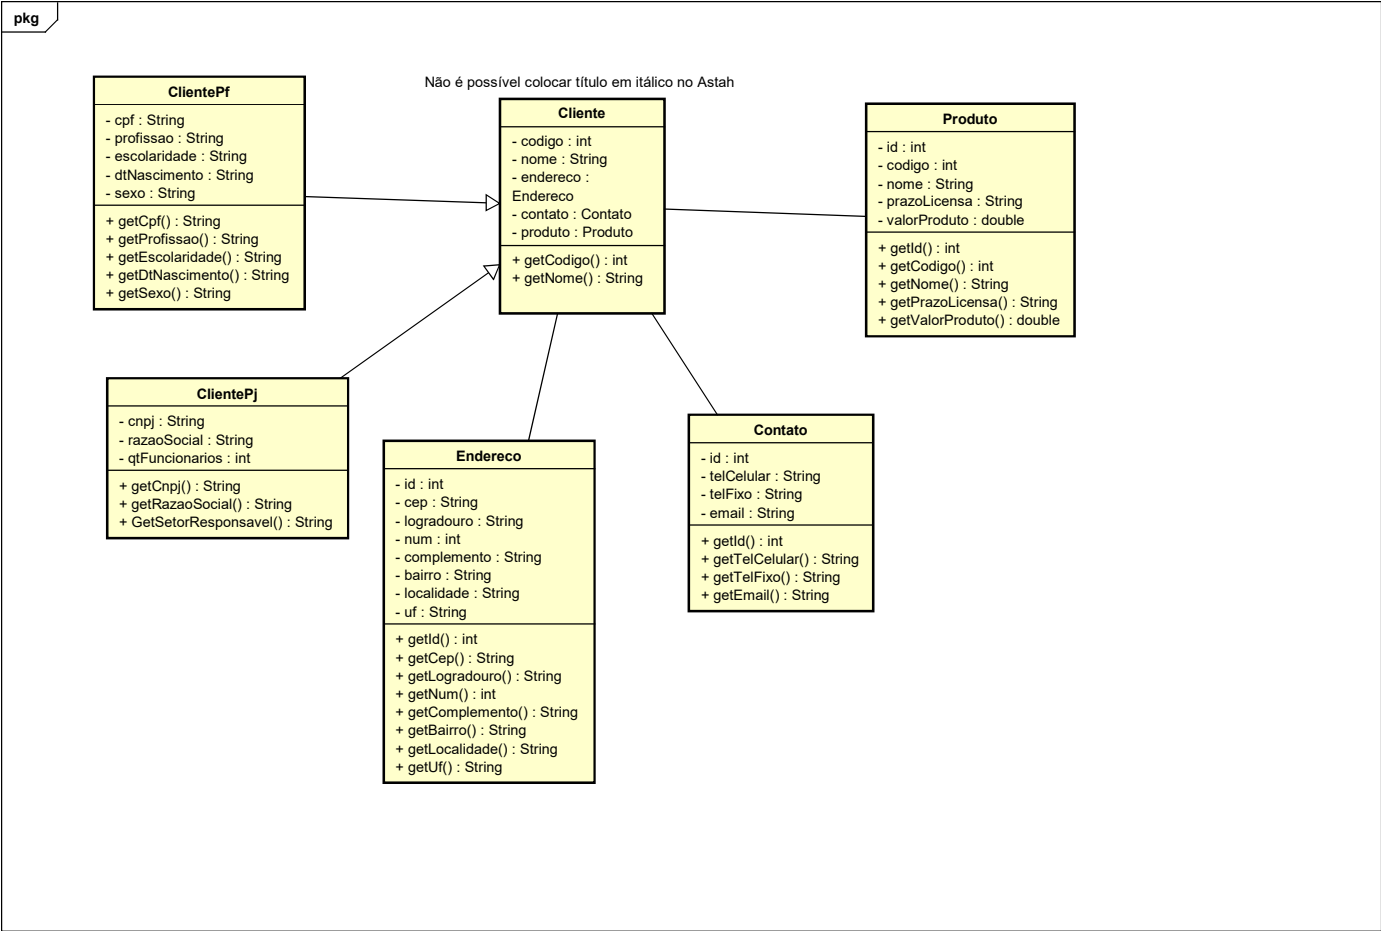 pkg
ClientePf
- cpf : String
- profissao : String
- escolaridade : String
- dtNascimento : String
- sexo : String
+ getCpf() : String
+ getProfissao() : String
+ getEscolaridade() : String
+ getDtNascimento() : String
+ getSexo() : String
Não é possível colocar título em itálico no Astah
Cliente
- codigo : int
- nome : String
- endereco :
Endereco
- contato : Contato
- produto : Produto
+ getCodigo() : int
+ getNome() : String
Produto
- id : int
- codigo : int
- nome : String
- prazoLicensa : String
- valorProduto : double
+ getId() : int
+ getCodigo() : int
+ getNome() : String
+ getPrazoLicensa() : String
+ getValorProduto() : double
ClientePj
- cnpj : String
- razaoSocial : String
- qtFuncionarios : int
+ getCnpj() : String
+ getRazaoSocial() : String
+ GetSetorResponsavel() : String
Endereco
- id : int
- cep : String
- logradouro : String
- num : int
- complemento : String
- bairro : String
- localidade : String
- uf : String
+ getId() : int
+ getCep() : String
+ getLogradouro() : String
+ getNum() : int
+ getComplemento() : String
+ getBairro() : String
+ getLocalidade() : String
+ getUf() : String
Contato
- id : int
- telCelular : String
- telFixo : String
- email : String
+ getId() : int
+ getTelCelular() : String
+ getTelFixo() : String
+ getEmail() : String